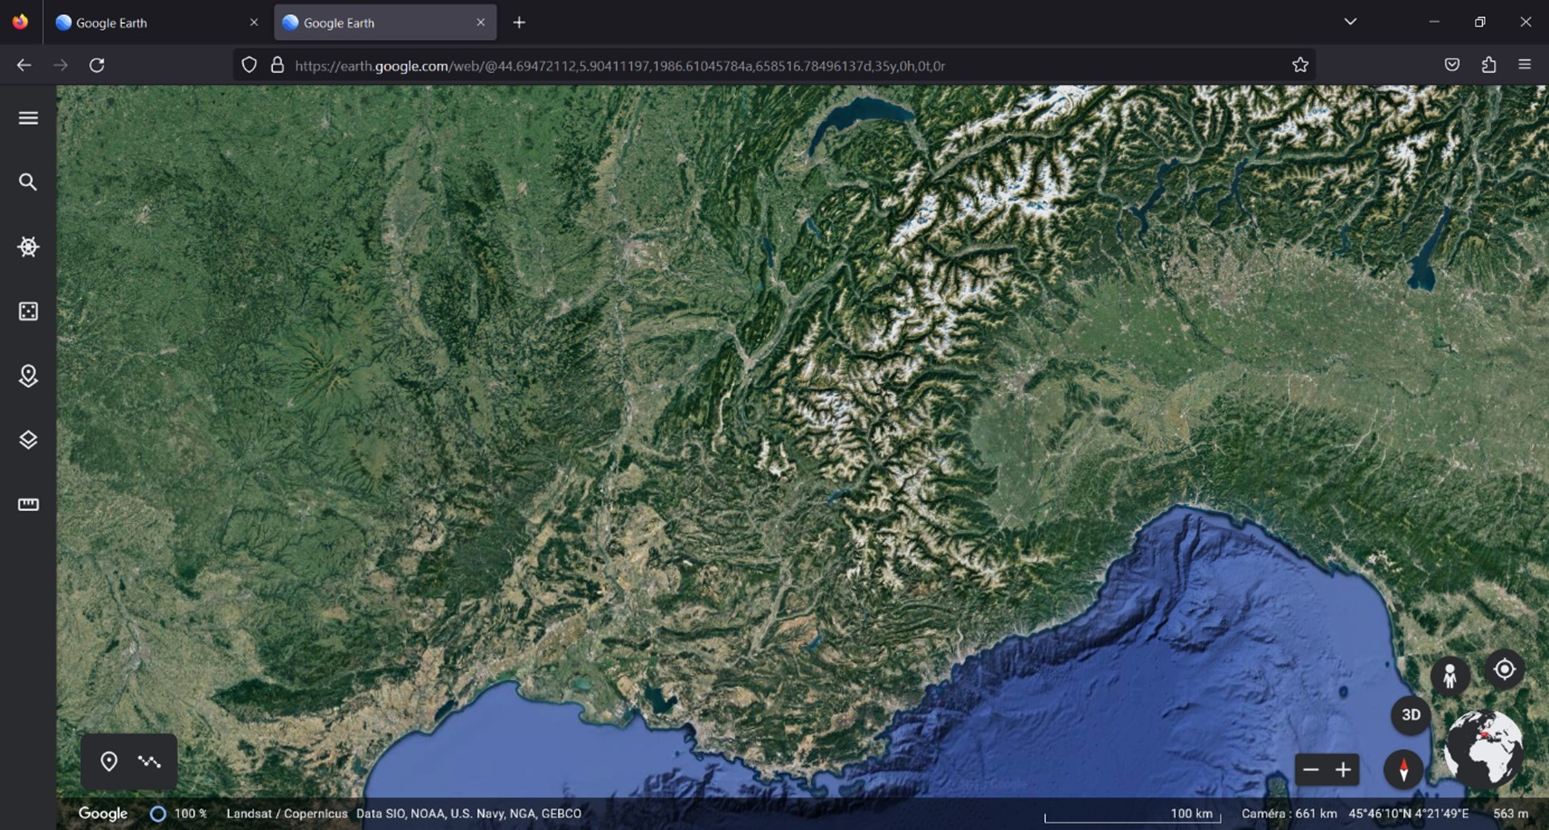 Google Earth
Google Earth
https://earth.google.com/web/@44.69472112,5.90411197,1986.61045784a,658516.78496137d,35y,0h,0t,0r
3D
Google 100 % Landsat / Copernicus Data SIO, NOAA, U.S. Navy, NGA, GEBCO 100 km Caméra : 661 km 45°46'10"N 4°21'49"E 563 m